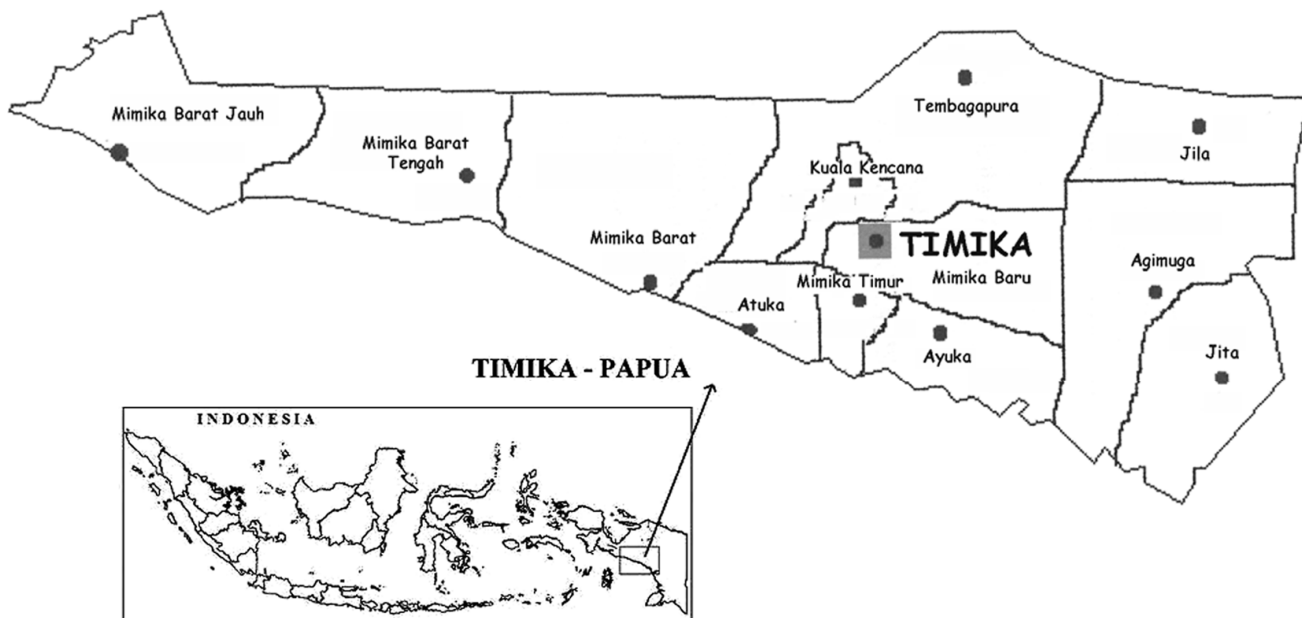 Mimika Barat Jauh
Mimika Barat
Tengah
Mimika Barat
Tembagapura
Kuala Kencana
Jila
TIMIKA
Mimika Baru
Agimuga
Mimika Timur
Atuka
Ayuka
Jita
TIMIKA - PAPUA
INDONESIA